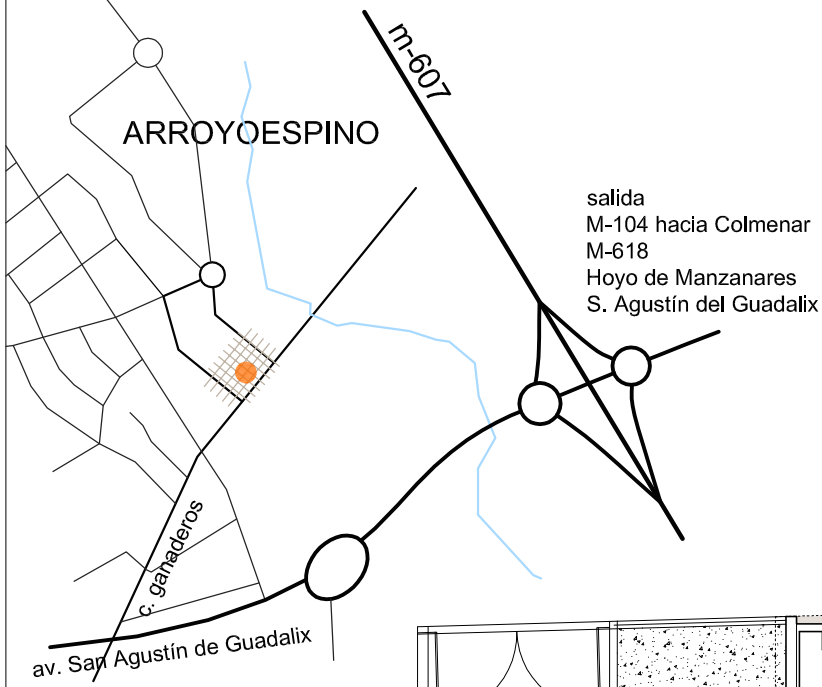 m-607
ARROYOESPINO
salida
M-104 hacia Colmenar
M-618
Hoyo de Manzanares
S. Agustín del Guadalix
c. ganaderos
av. San Agustín de Guadalix